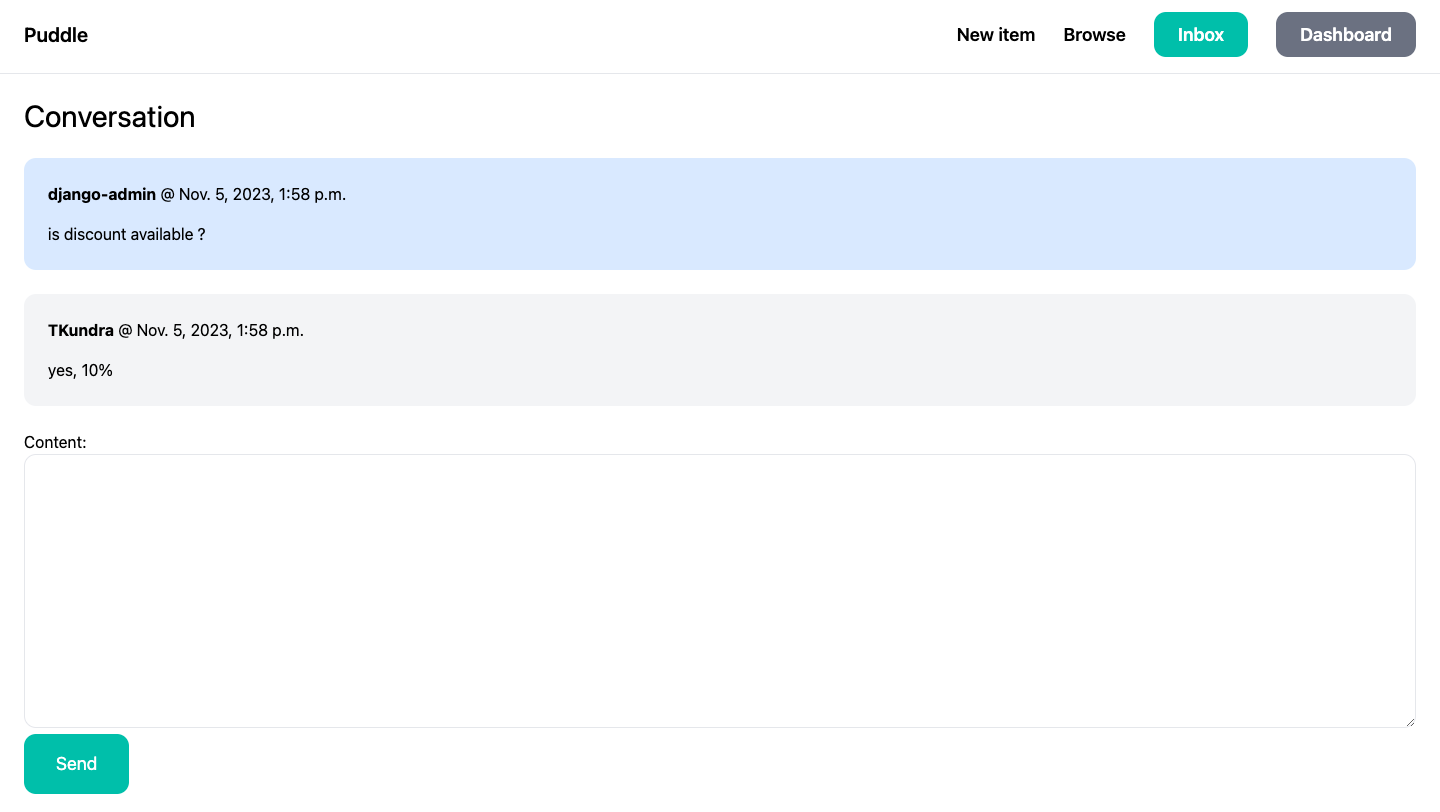 Puddle
New item Browse Inbox Dashboard
Conversation
django-admin @ Nov. 5, 2023, 1:58 p.m.
is discount available ?
TKundra @ Nov. 5, 2023, 1:58 p.m.
yes, 10%
Content:
Send